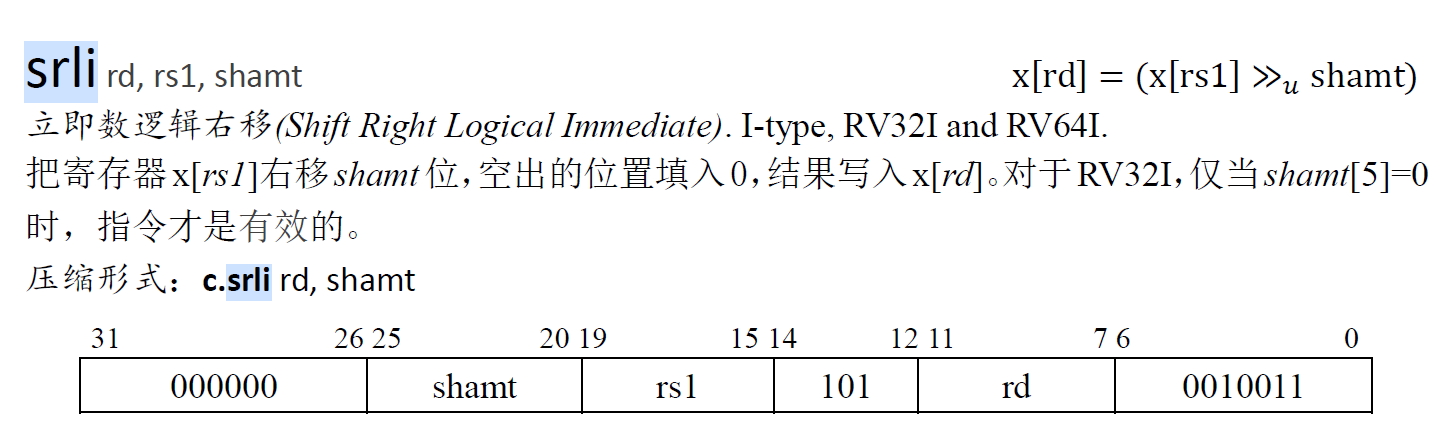 srli rd, rs1, shamt x[rd] = (x[rs1] ≫u shamt)
立即数逻辑右移(Shift Right Logical Immediate). I-type, RV32I and RV64I.
把寄存器x[rs1]右移shamt位，空出的位置填入0，结果写入x[rd]。对于RV32I，仅当shamt[5]=0
时，指令才是有效的。
压缩形式：c.srli rd, shamt
31 26 25 20 19 15 14 12 11 7 6 0
000000 shamt rs1 101 rd 0010011